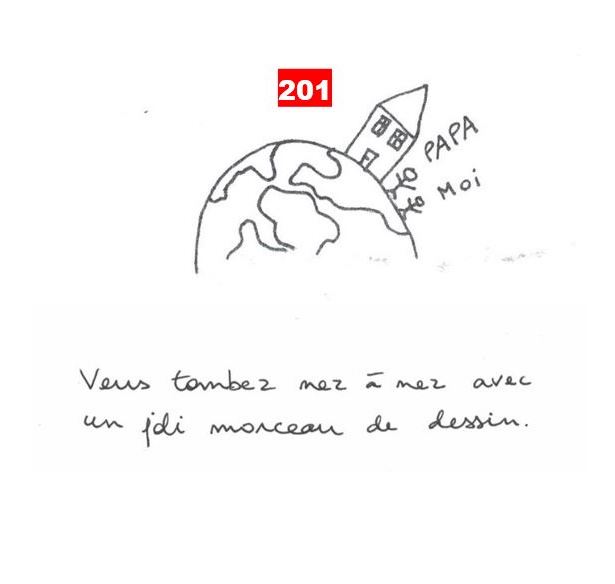 201
PAPA
MOi
Vous tombez nez à nez avec
un joli morceau de dessin.